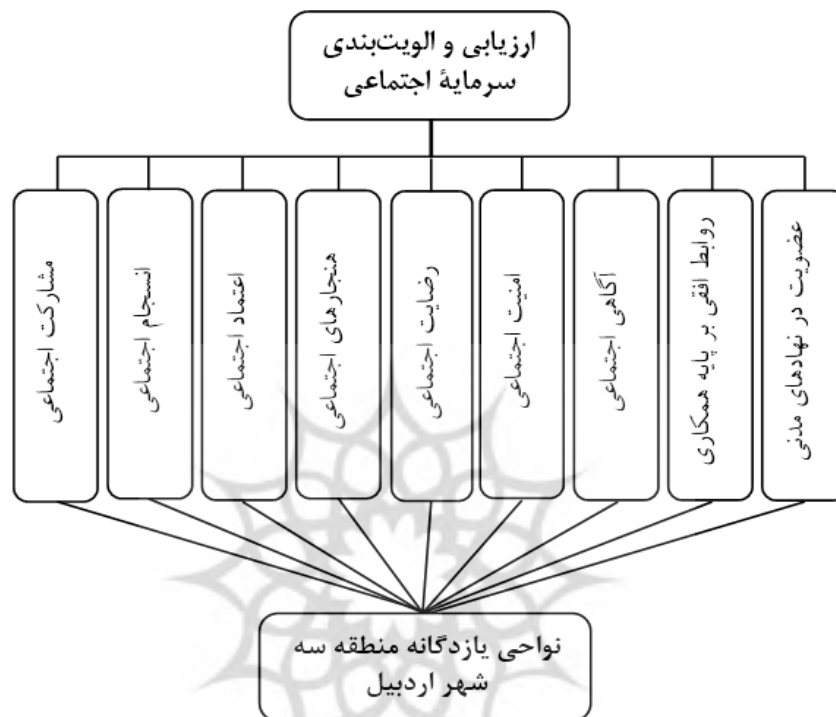 ارزیابی و الویت‌بندی
سرمایهٔ اجتماعی
عضویت در نهادهای مدنی
روابط افقی بر پایه همکاری
آگاهی اجتماعی
امنیت اجتماعی
رضایت اجتماعی
هنجارهای اجتماعی
اعتماد اجتماعی
انسجام اجتماعی
مشارکت اجتماعی
نواحی یازدگانه منطقه سه
شهر اردبیل